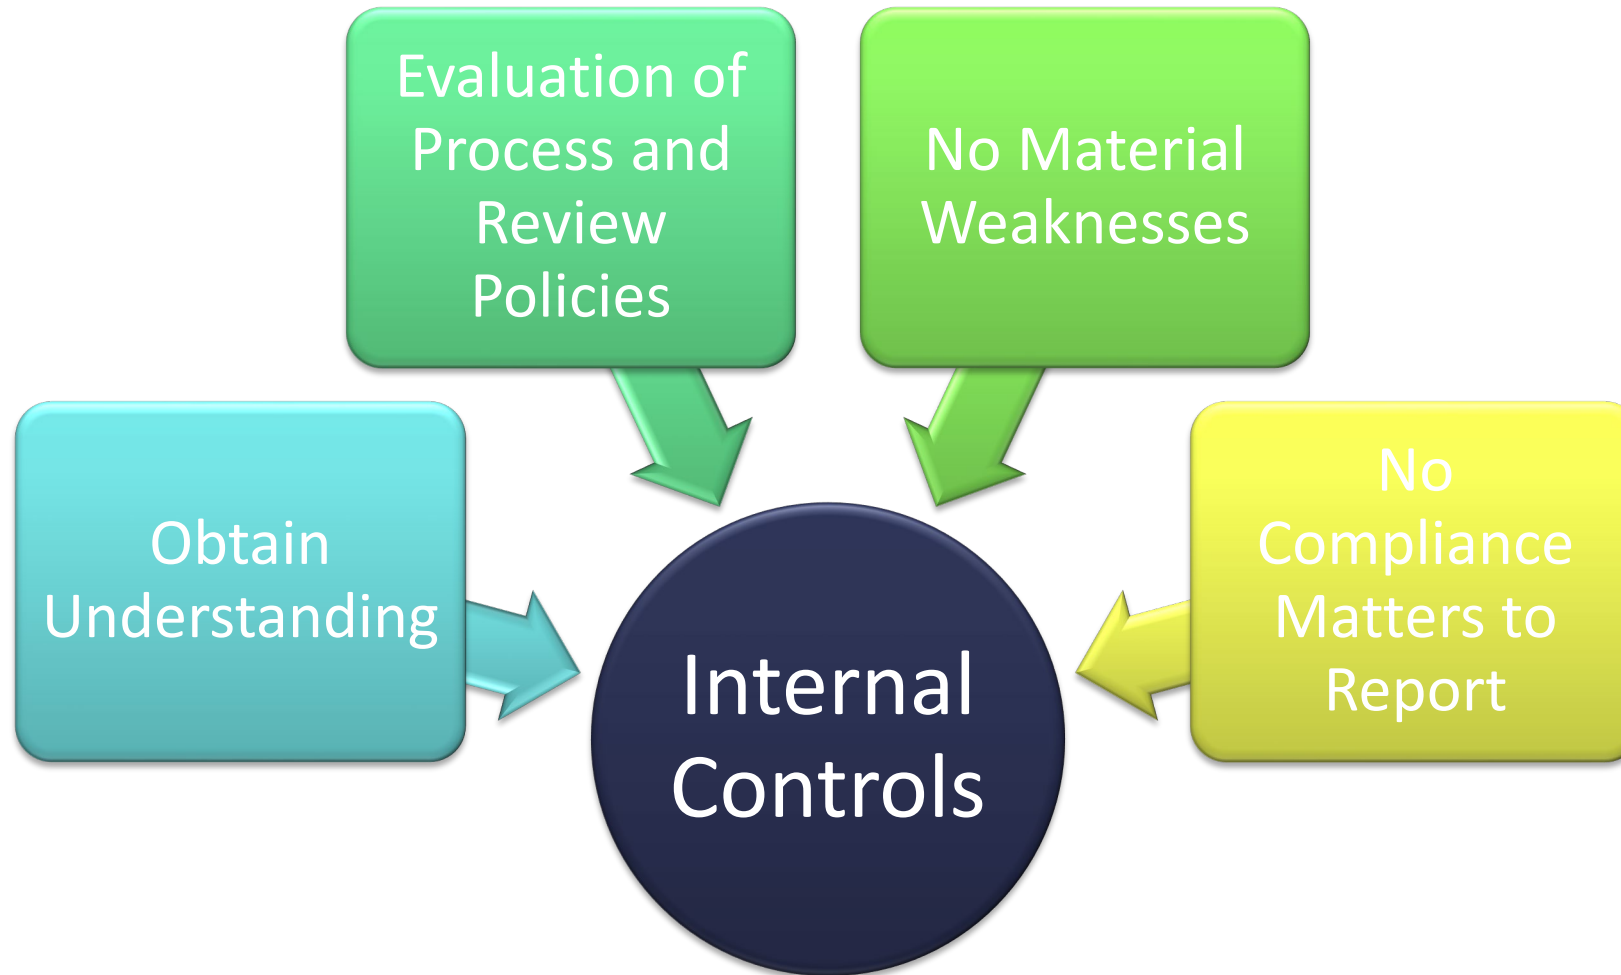 Evaluation of
Process and
Review
Policies
No Material
Weaknesses
Obtain
Understanding
No
Compliance
Matters to
Report
Internal
Controls